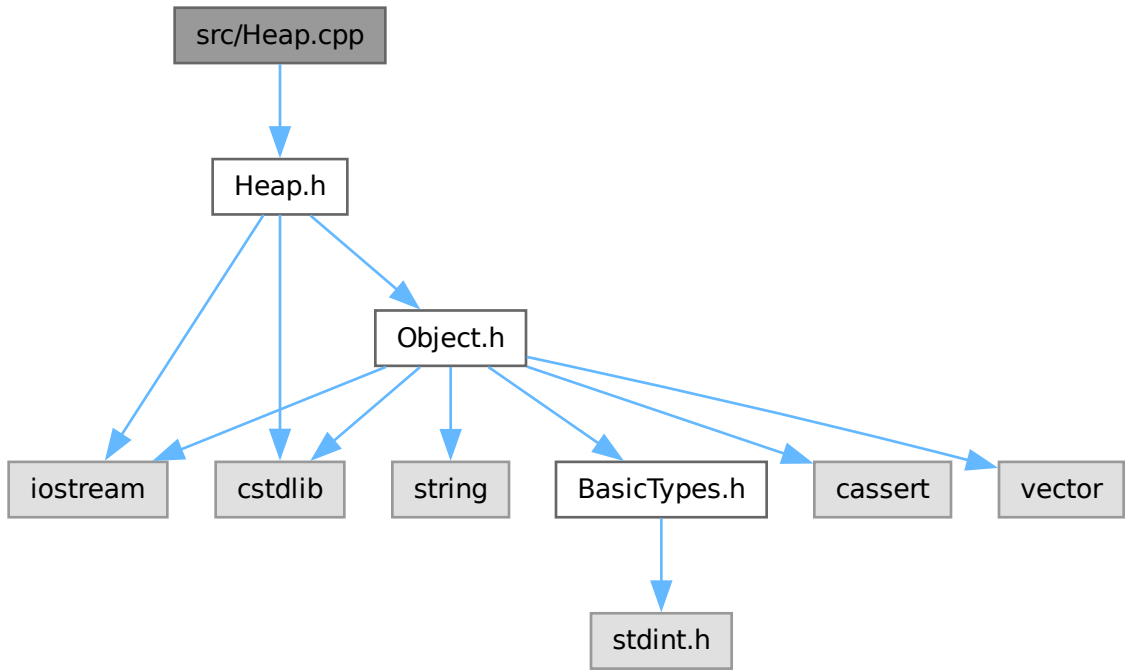 src/Heap.cpp
Heap.h
Object.h
iostream
cstdlib
string
BasicTypes.h
cassert
vector
stdint.h